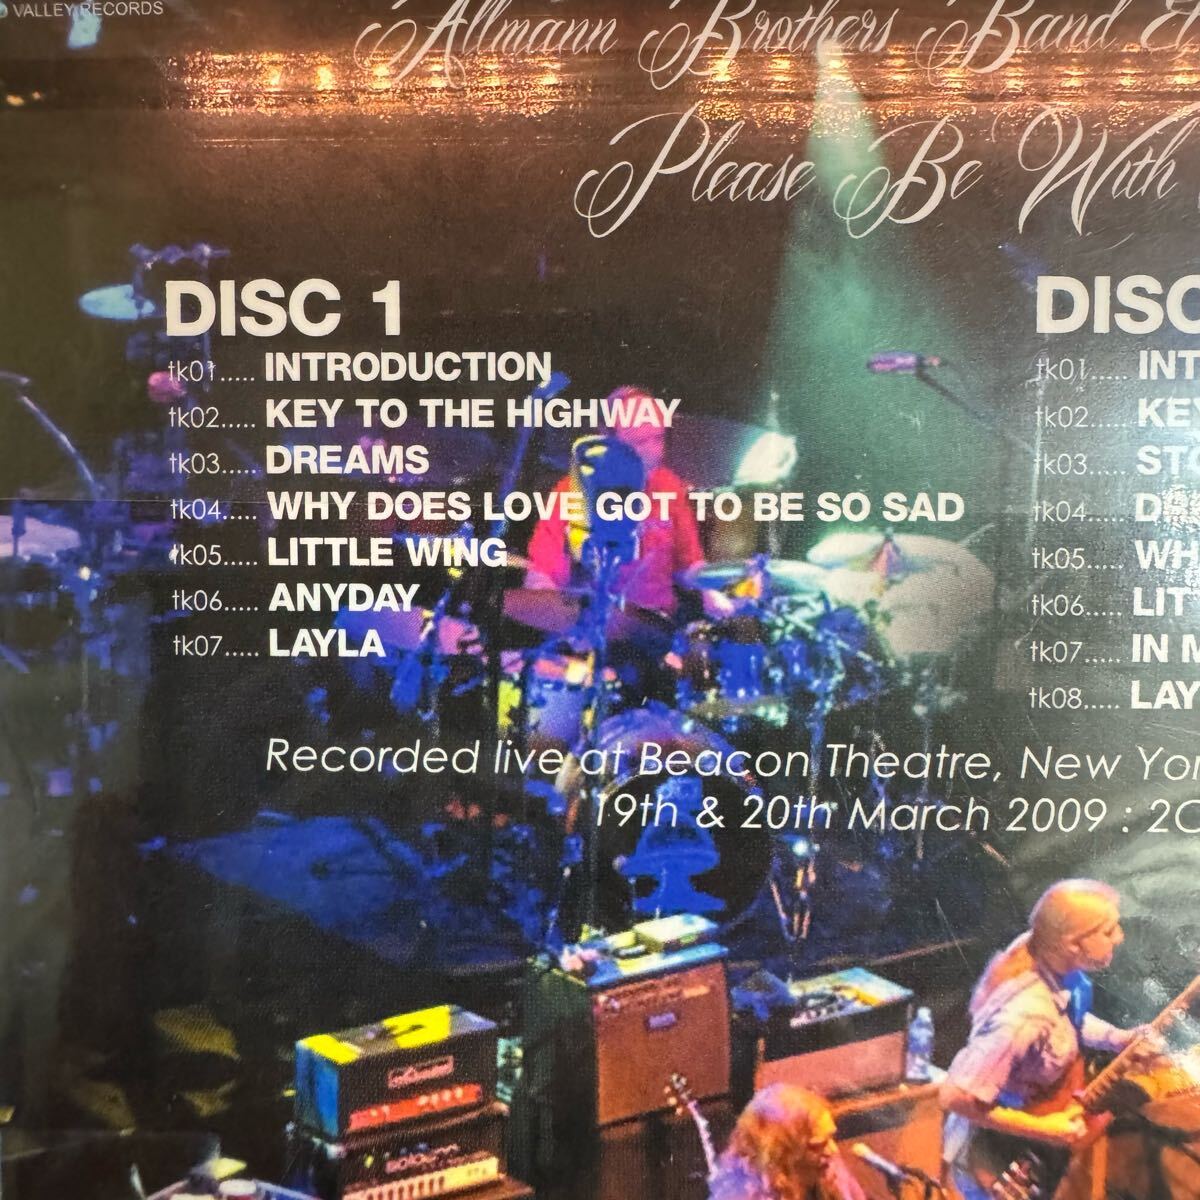 VALLEY RECORDS
Allmann Brothers Band
Please Be With
DISC 1
tk01..... INTRODUCTION
tk02..... KEY TO THE HIGHWAY
tk03..... DREAMS
tk04..... WHY DOES LOVE GOT TO BE SO SAD
tk05..... LITTLE WING
tk06..... ANYDAY
tk07..... LAYLA
DISC
tk01..... INT
tk02..... KE
tk03..... STO
tk04..... D
tk05..... WH
tk06..... LIT
tk07..... IN M
tk08..... LAY
Recorded live at Beacon Theatre, New Yor
19th & 20th March 2009 : 2C